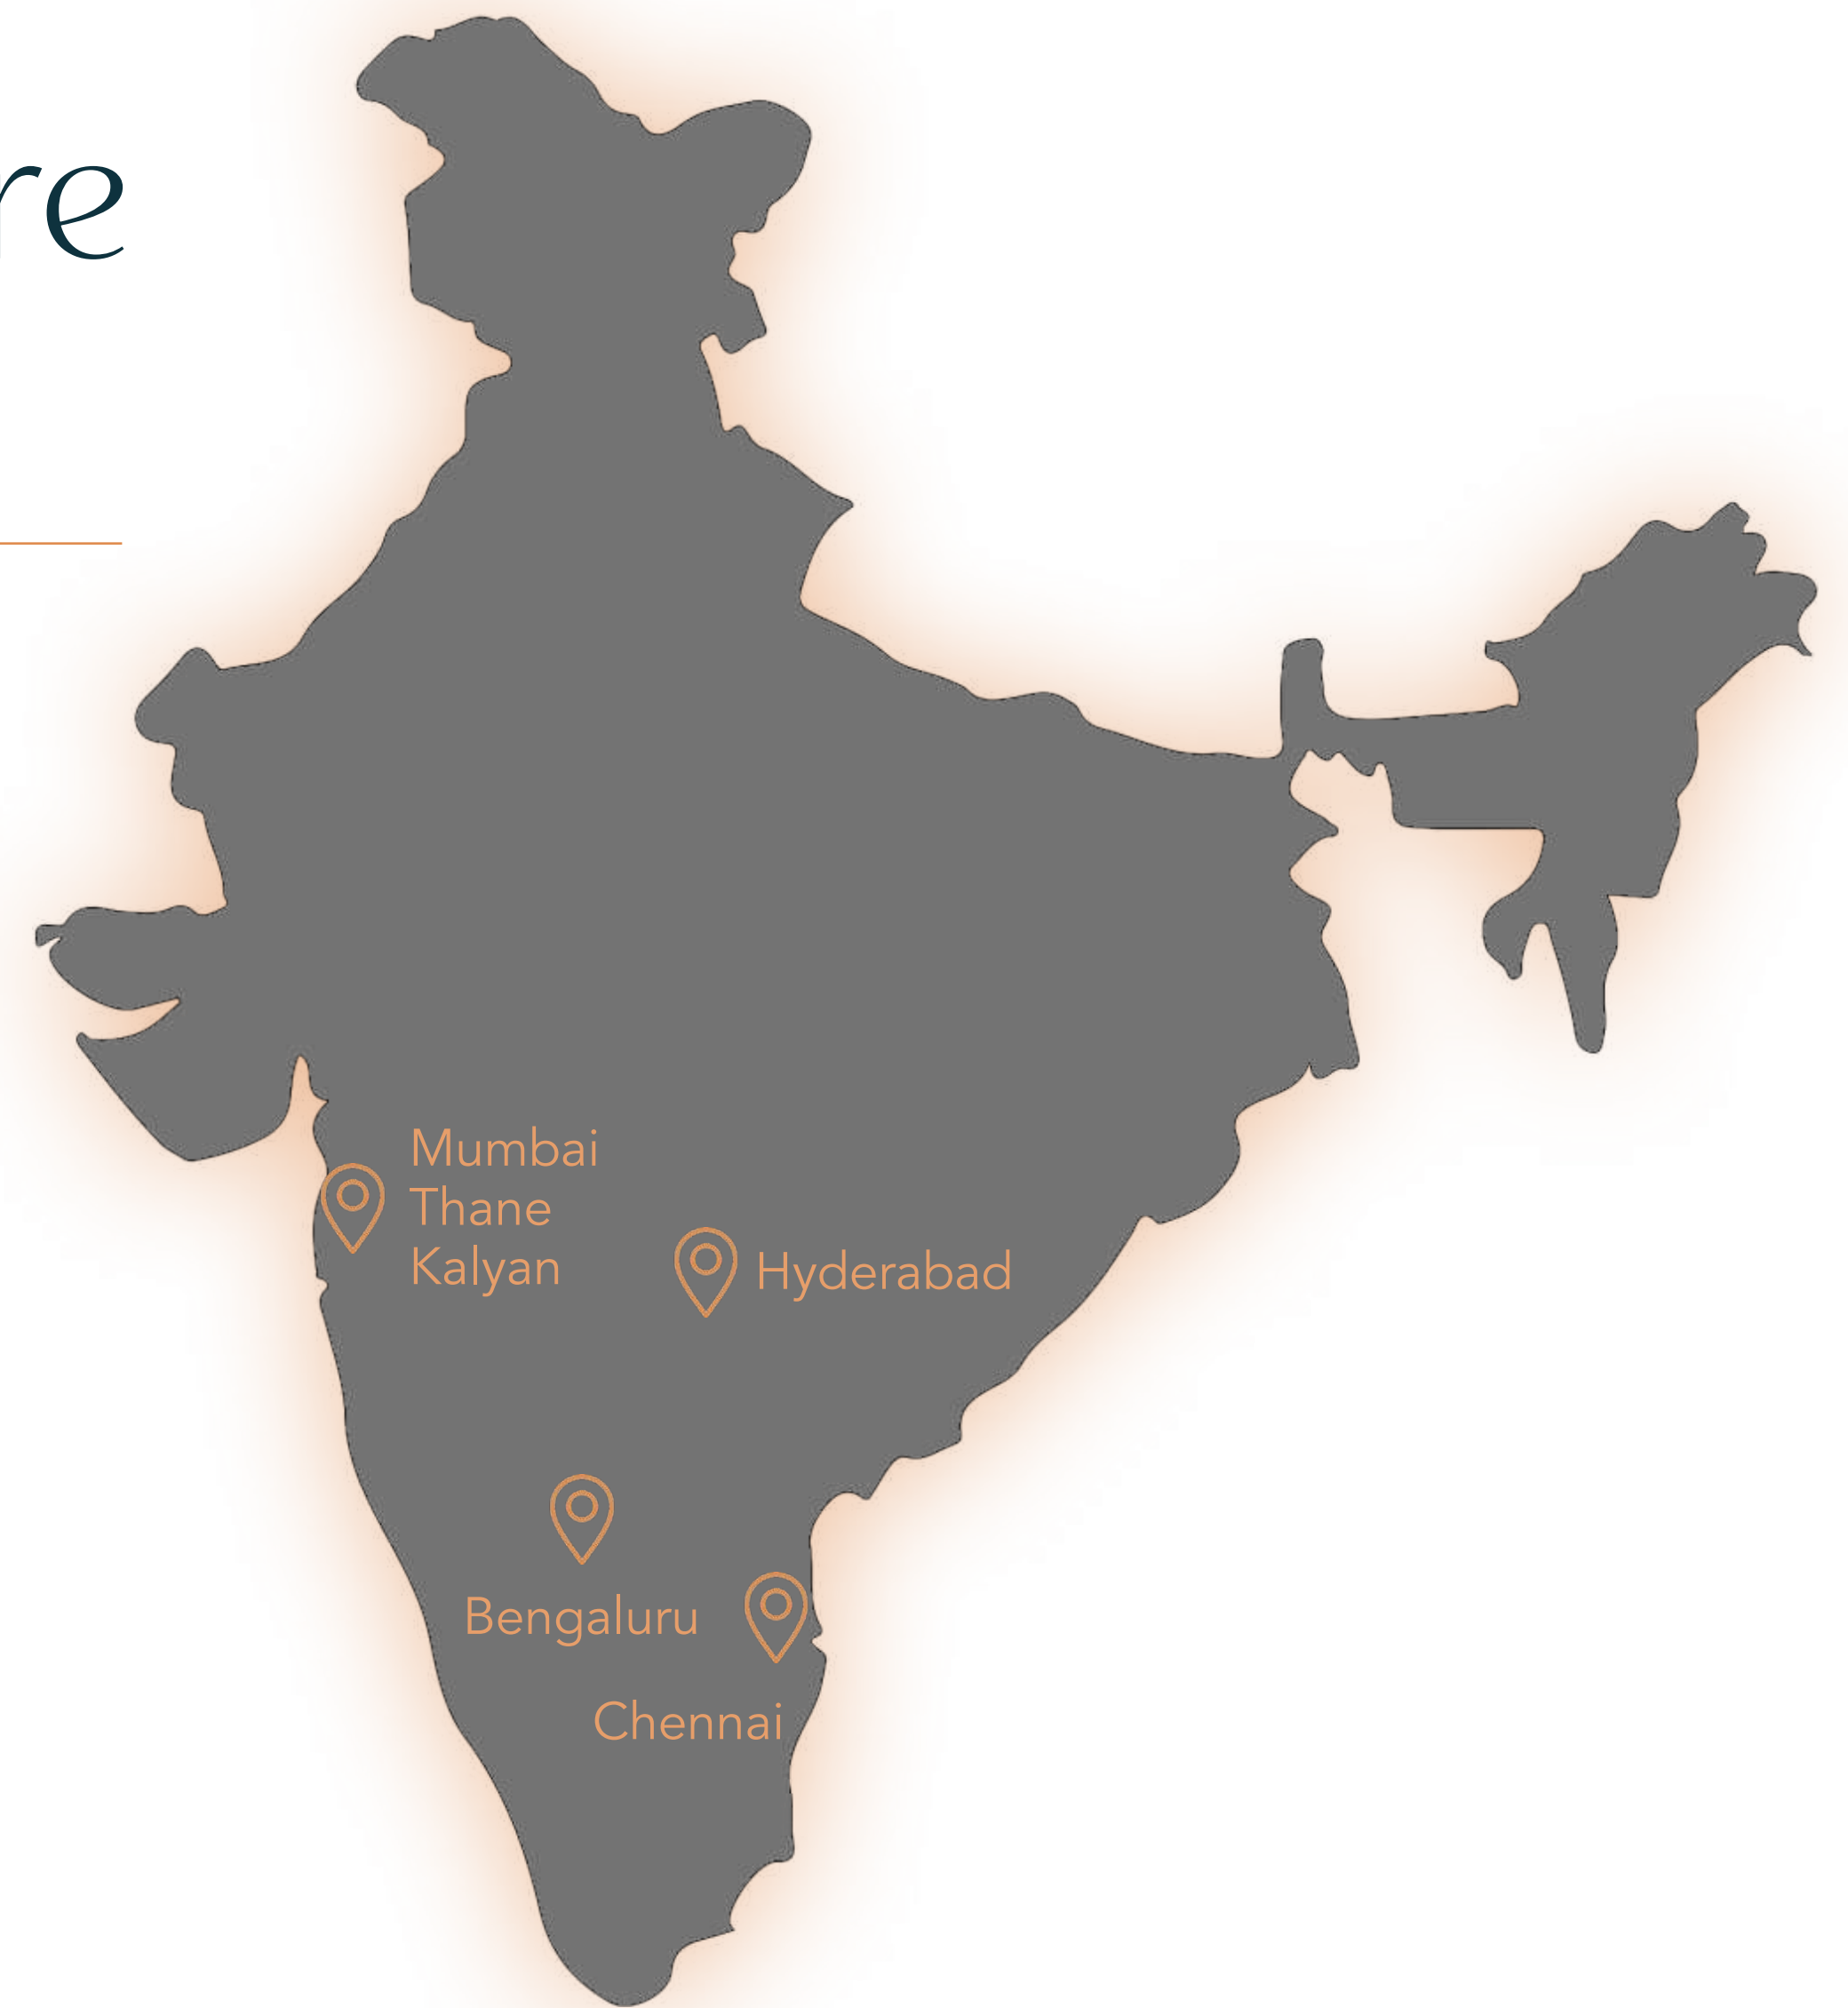 re
Mumbai
Thane
Kalyan
Hyderabad
Bengaluru
Chennai